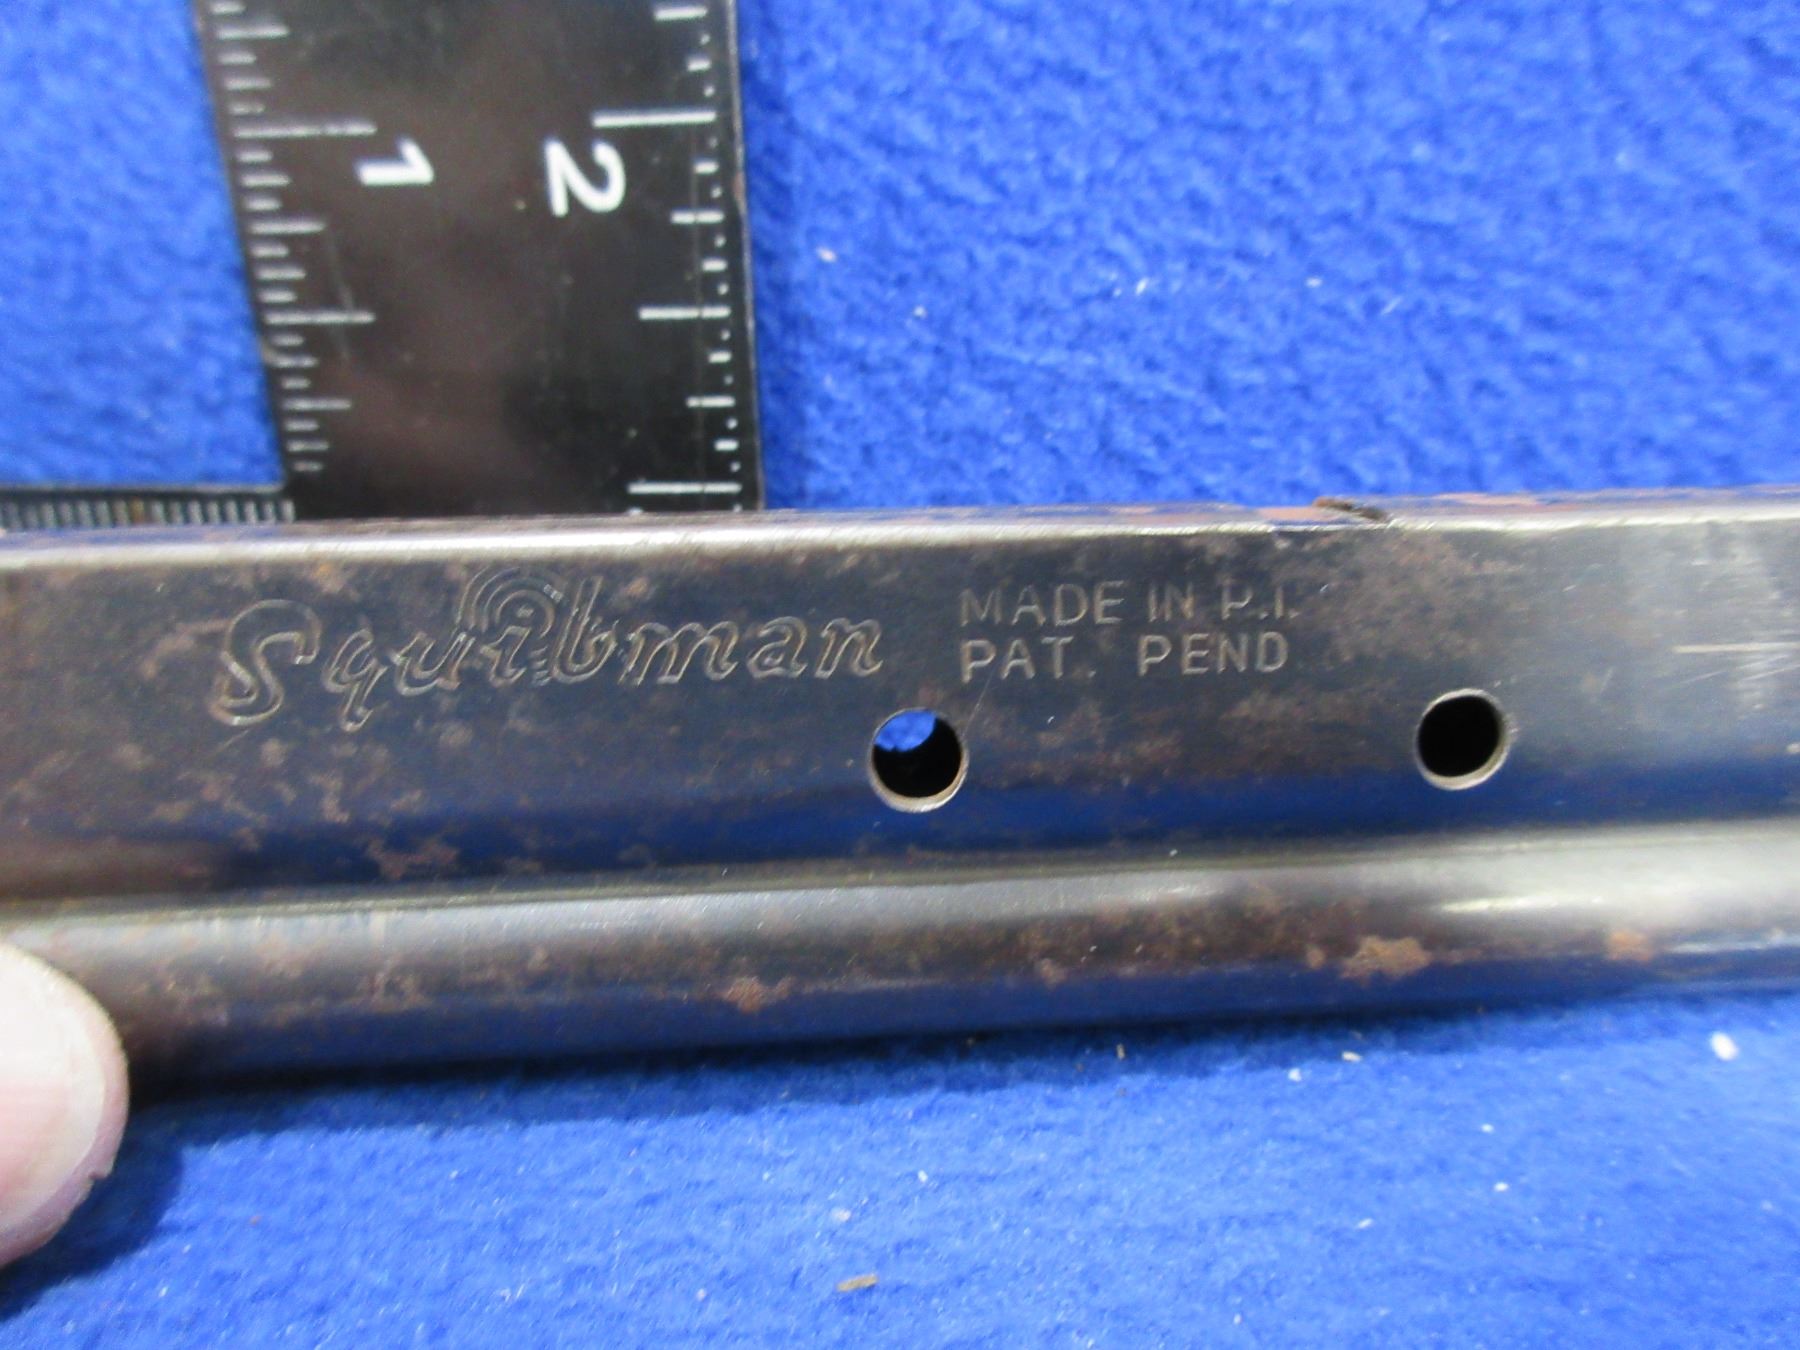 1 2
Squibman
MADE IN P.I.
PAT. PEND